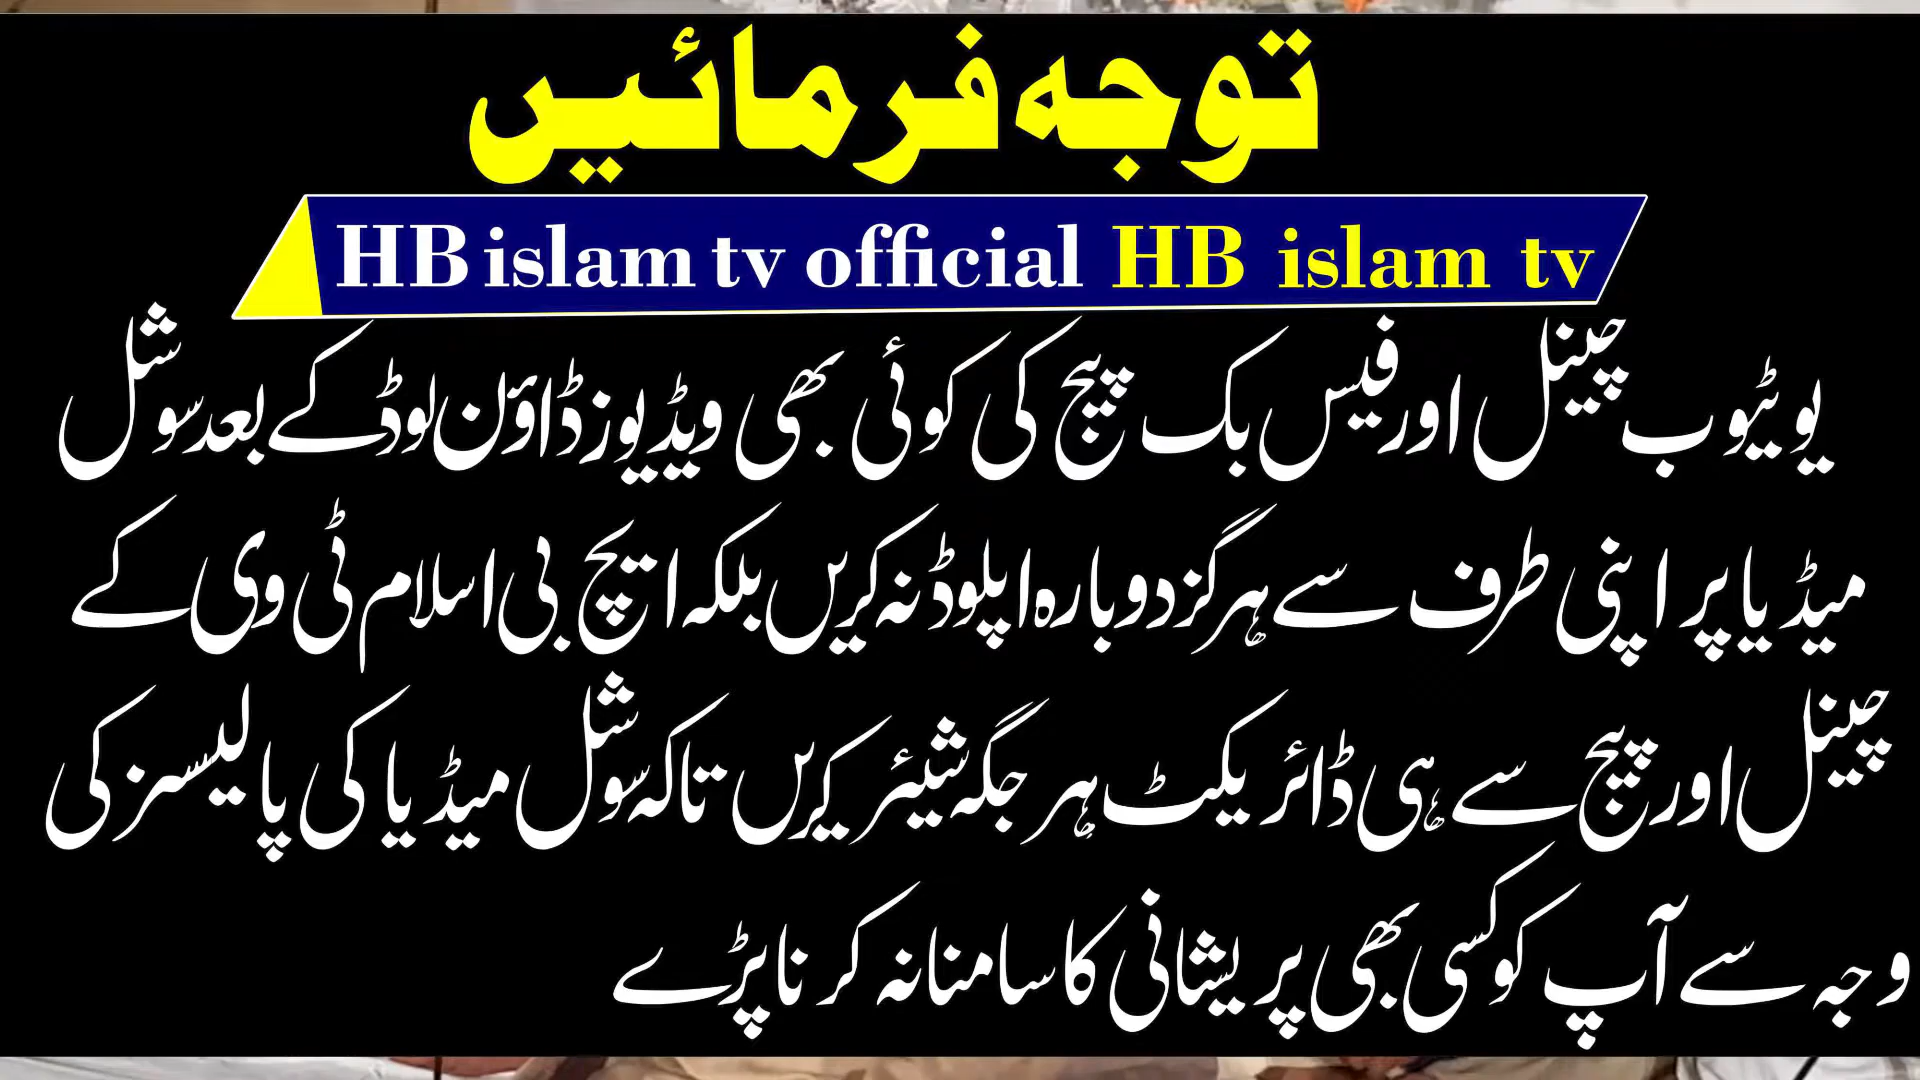 توجہ فرمائیں
HB islam tv official HB islam tv
یوٹیوب چینل اور فیس بک پیج کی کوئی بھی ویڈیوز ڈاؤن لوڈ کے بعد سوشل
میڈیا پر اپنی طرف سے ہرگز دوبارہ اپلوڈ نہ کریں بلکہ ایچ بی اسلام ٹی وی کے
چینل اور پیج سے ہی ڈائریکٹ ہر جگہ شیئر کریں تاکہ سوشل میڈیا کی پالیسز کی
وجہ سے آپ کو کسی بھی پریشانی کا سامنا نہ کرنا پڑے